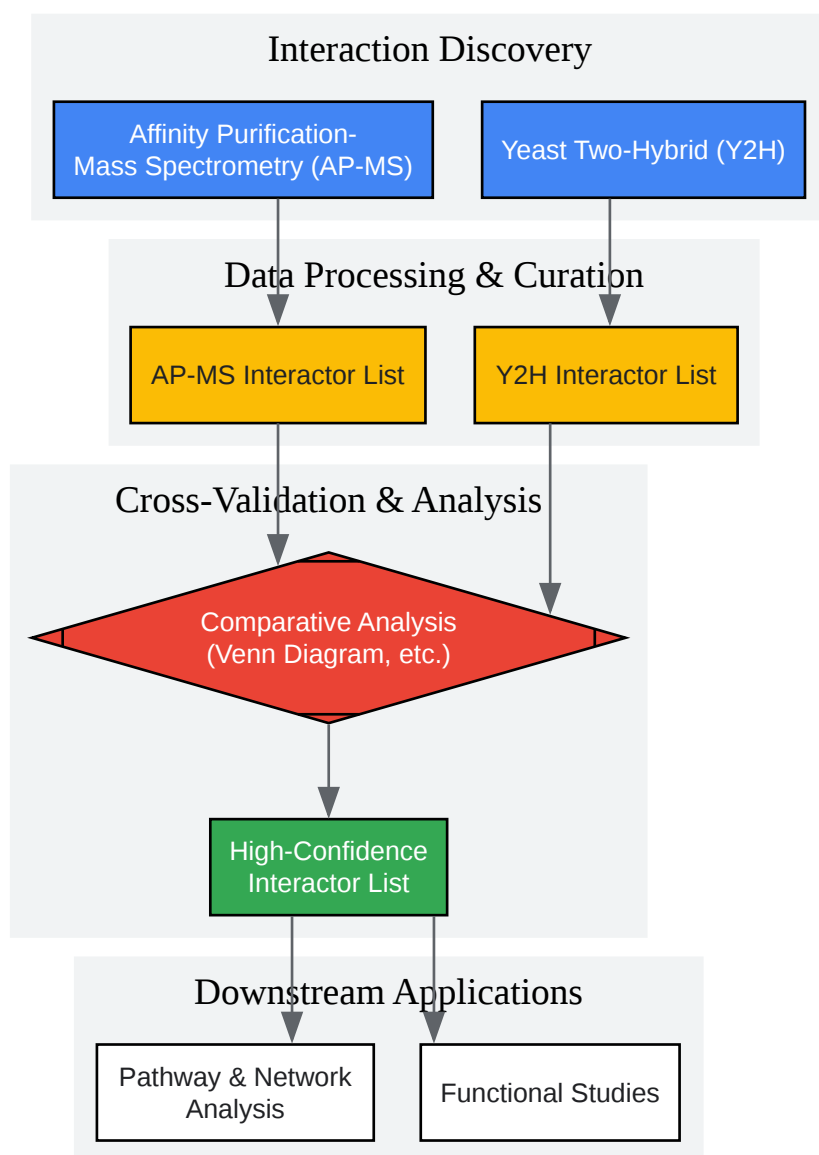 Interaction Discovery
Affinity Purification-
Mass Spectrometry (AP-MS)
Yeast Two-Hybrid (Y2H)
Data Processing & Curation
AP-MS Interactor List
Y2H Interactor List
Cross-Validation & Analysis
Comparative Analysis
(Venn Diagram, etc.)
High-Confidence
Interactor List
Downstream Applications
Pathway & Network
Analysis
Functional Studies